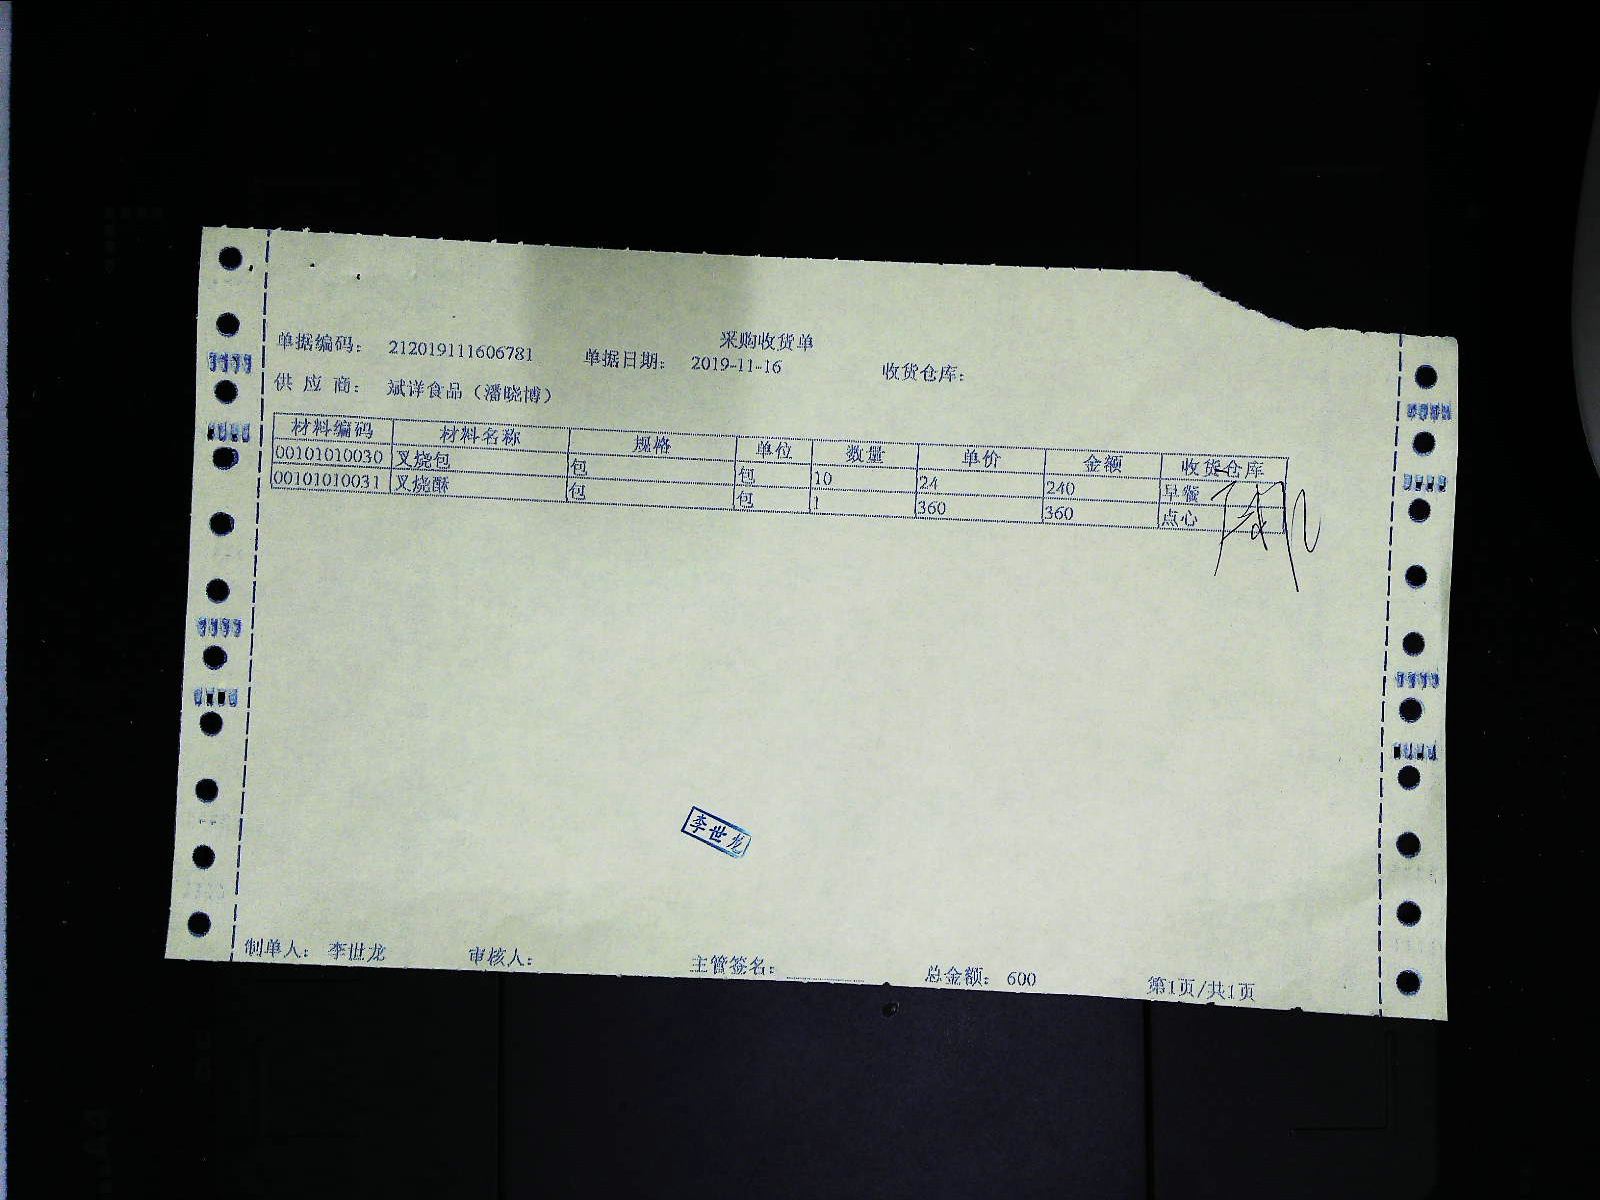 采购收货单
单据编码： 212019111606781 单据日期： 2019-11-16 收货仓库：
供 应 商： 斌详食品（潘晓博）
材料编码 材料名称 规格 单位 数量 单价 金额 收货仓库
00101010030 叉烧包 包 包 10 24 240 早餐
00101010031 叉烧酥 包 包 1 360 360 点心
李世龙
制单人： 李世龙 审核人： 主管签名： 总金额： 600 第1页/共1页